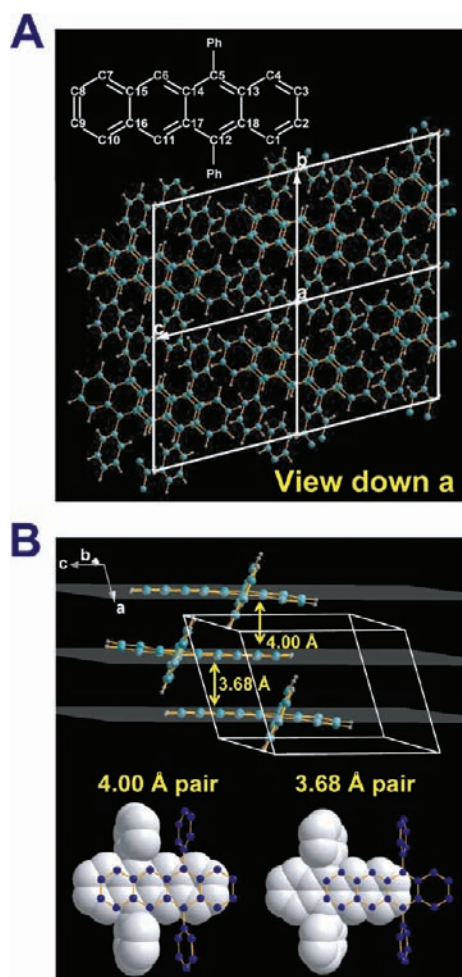 A
Ph
C7 C6 C5 C4
C8 C15 C14 C13 C3
C9 C16 C17 C18 C2
C10 C11 C12 C1
Ph
b
a
c
View down a
B
c b
a
4.00 Å
3.68 Å
4.00 Å pair 3.68 Å pair